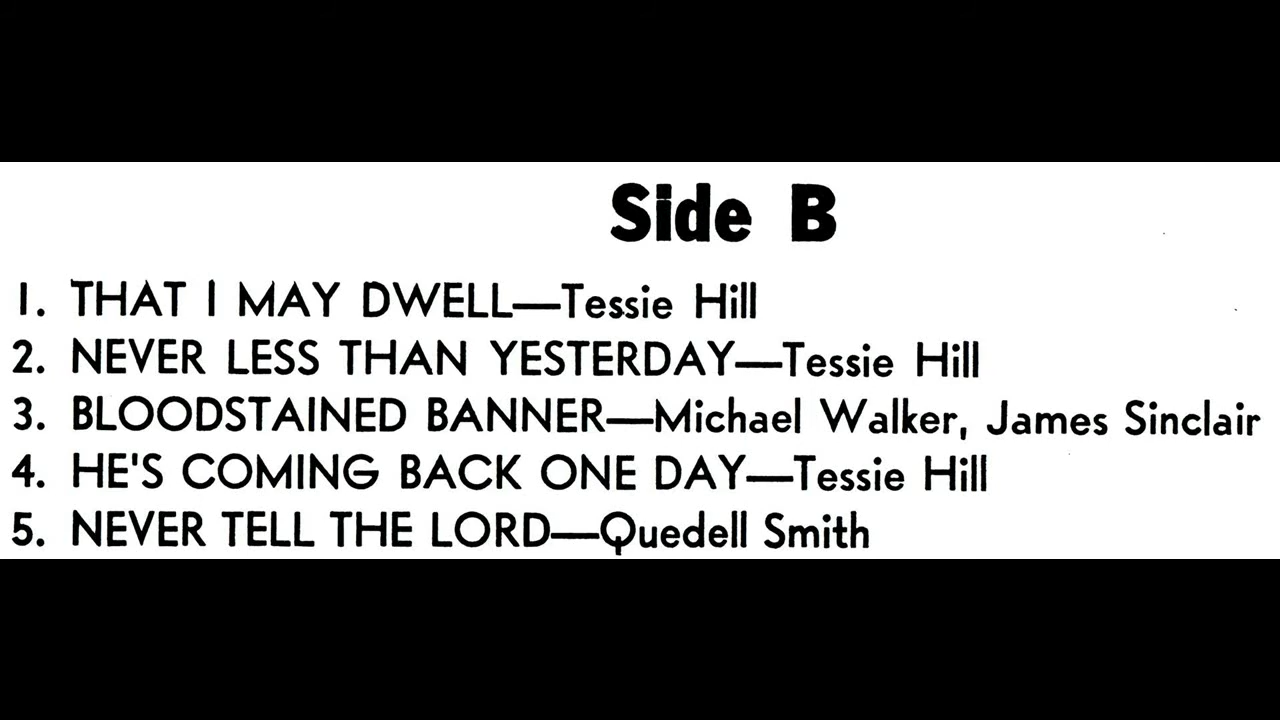 Side B
1. THAT I MAY DWELL—Tessie Hill
2. NEVER LESS THAN YESTERDAY—Tessie Hill
3. BLOODSTAINED BANNER—Michael Walker, James Sinclair
4. HE'S COMING BACK ONE DAY—Tessie Hill
5. NEVER TELL THE LORD—Quedell Smith